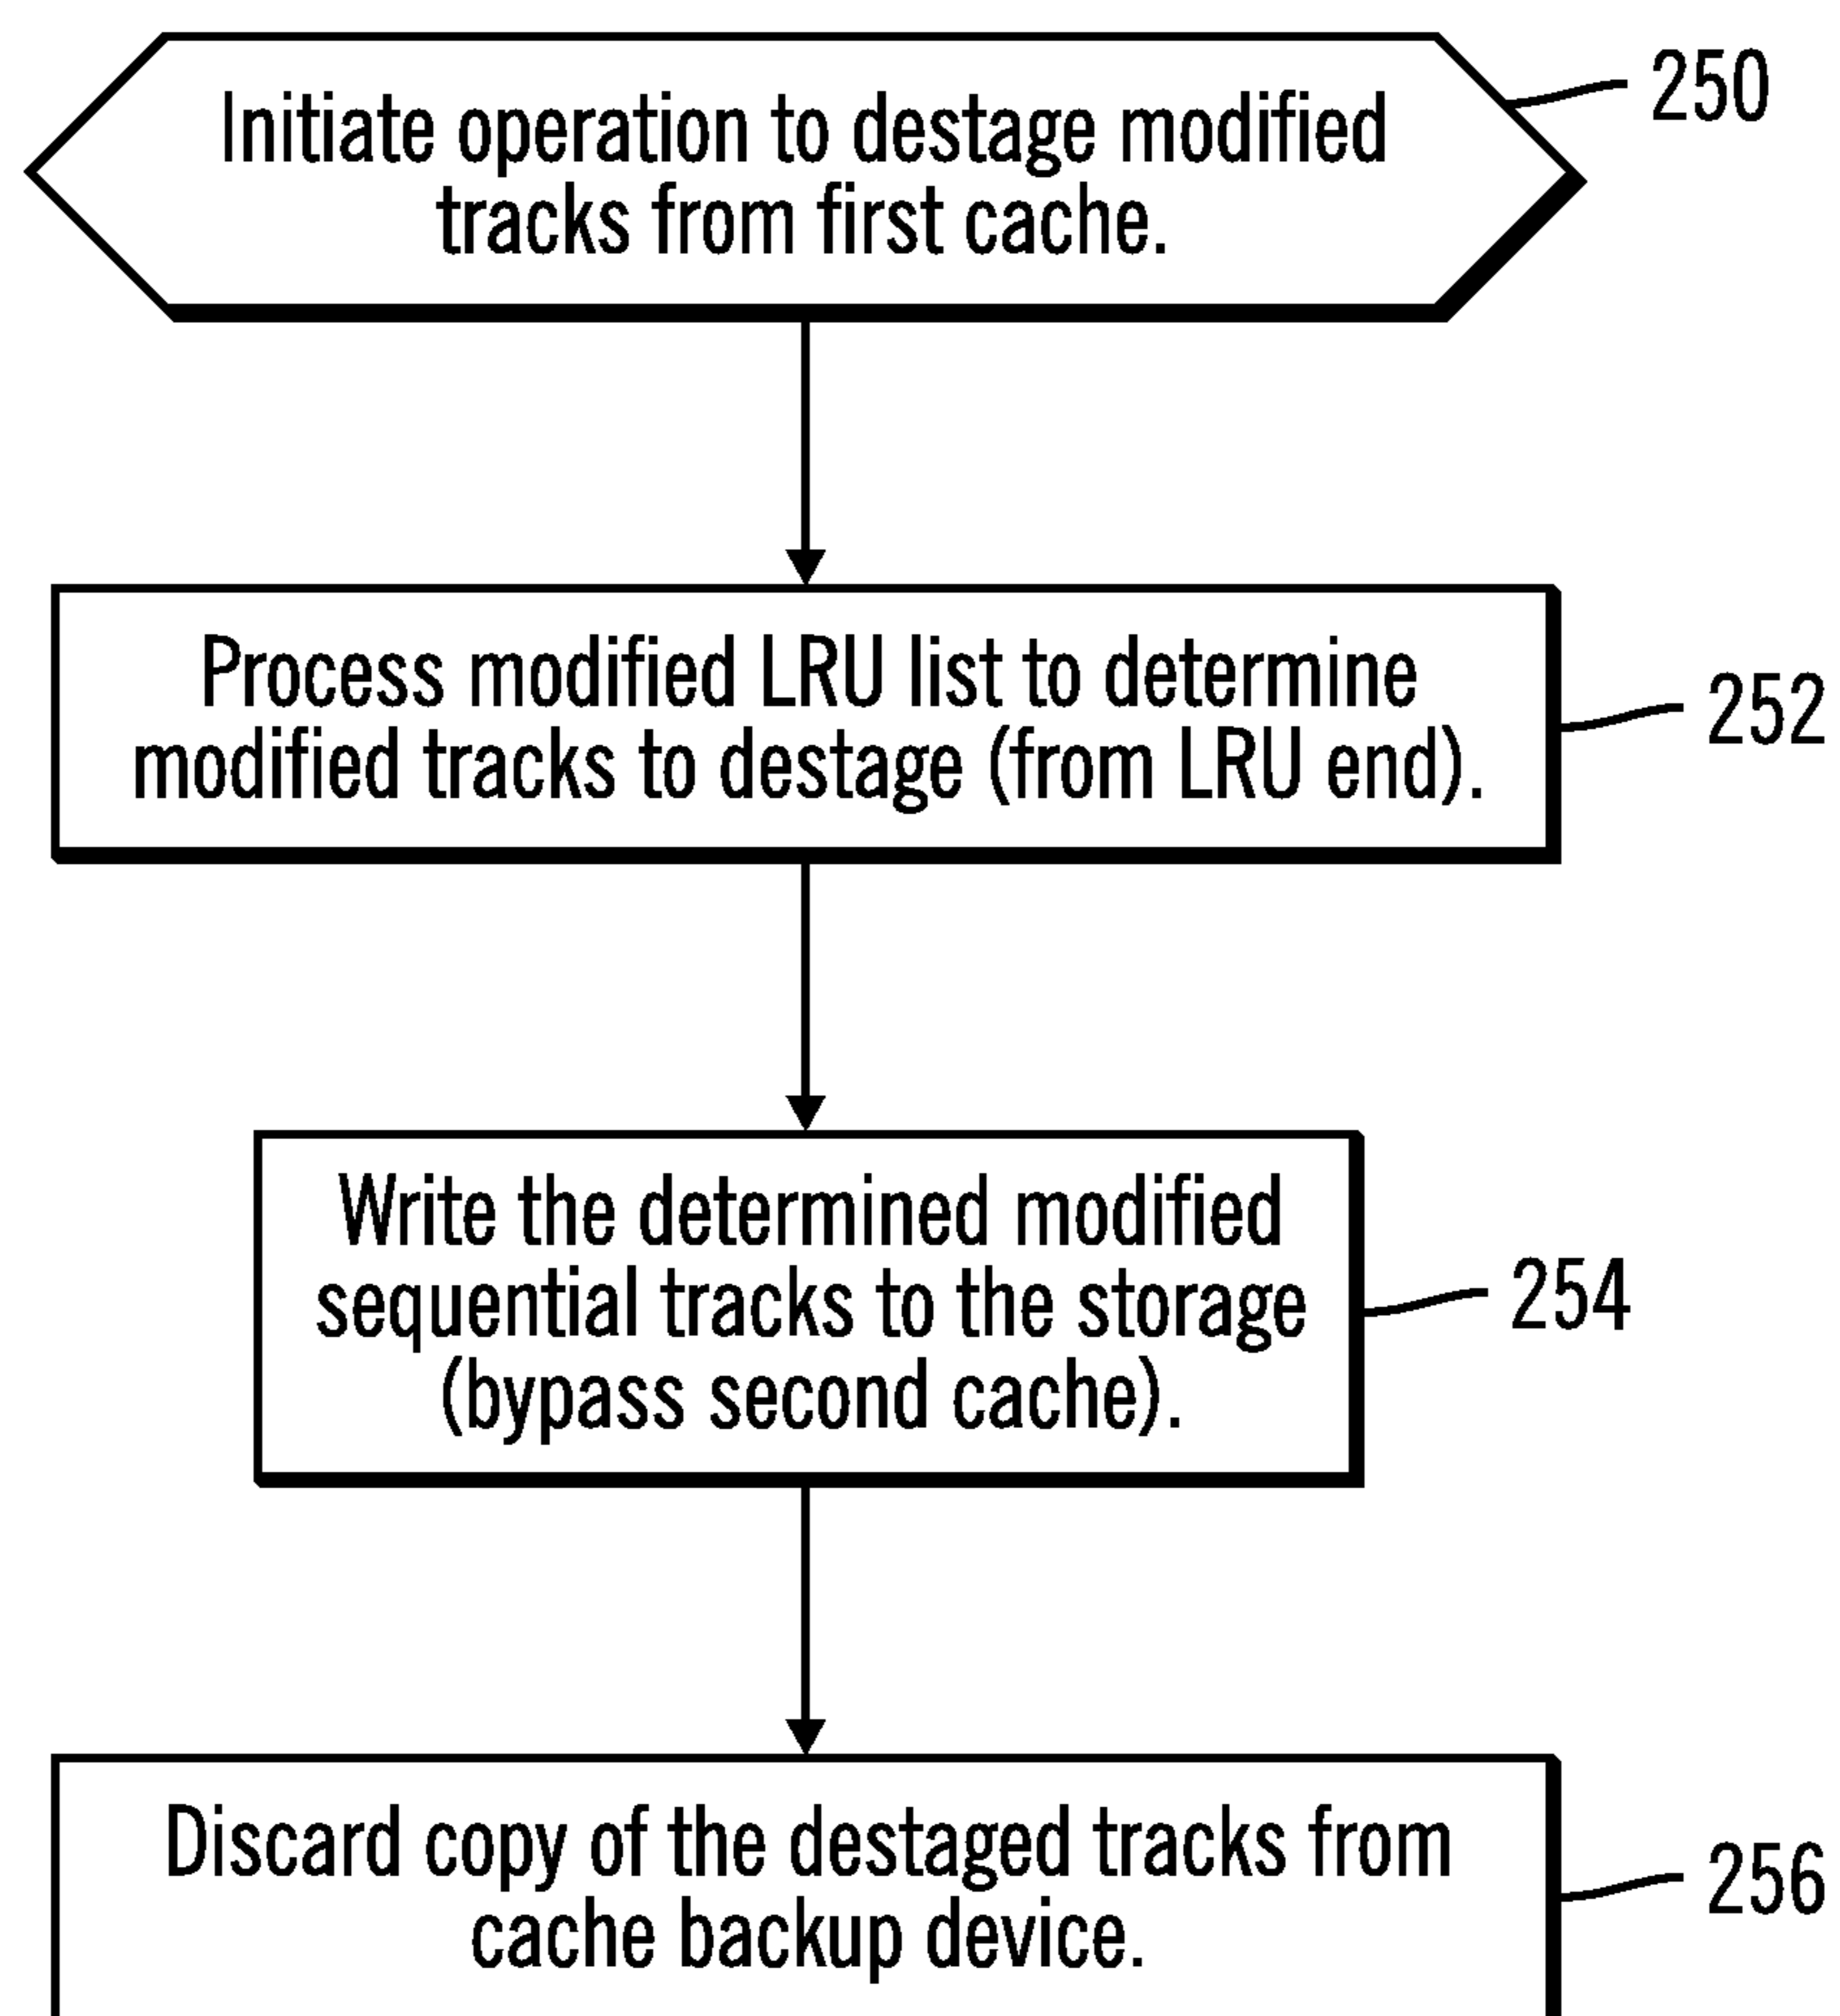 Initiate operation to destage modified
tracks from first cache.
250
Process modified LRU list to determine
modified tracks to destage (from LRU end).
252
Write the determined modified
sequential tracks to the storage
(bypass second cache).
254
Discard copy of the destaged tracks from
cache backup device.
256